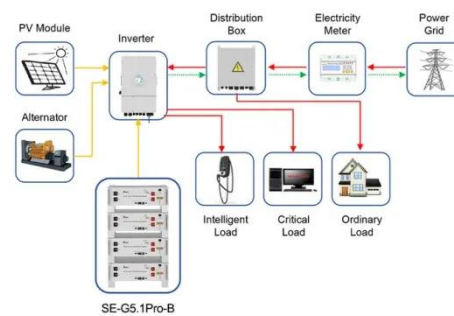 PV Module
Inverter
Distribution
Box
Electricity
Meter
Power
Grid
Alternator
Intelligent
Load
Critical
Load
Ordinary
Load
SE-G5.1Pro-B